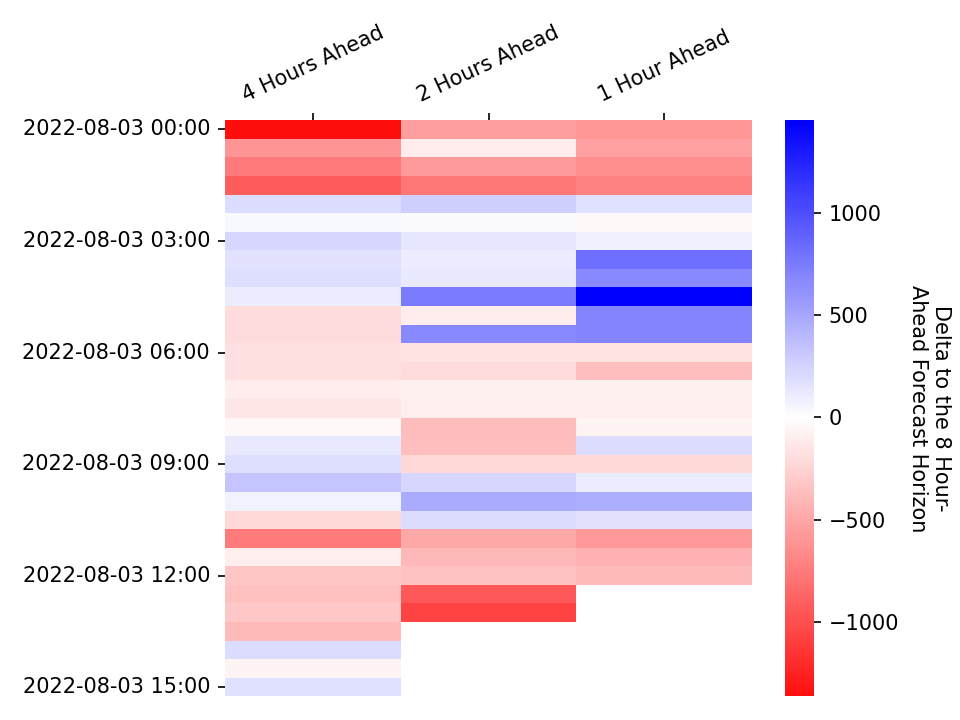 4 Hours Ahead
2 Hours Ahead
1 Hour Ahead
2022-08-03 00:00
2022-08-03 03:00
2022-08-03 06:00
2022-08-03 09:00
2022-08-03 12:00
2022-08-03 15:00
1000
500
0
−500
−1000
Delta to the 8 Hour-
Ahead Forecast Horizon